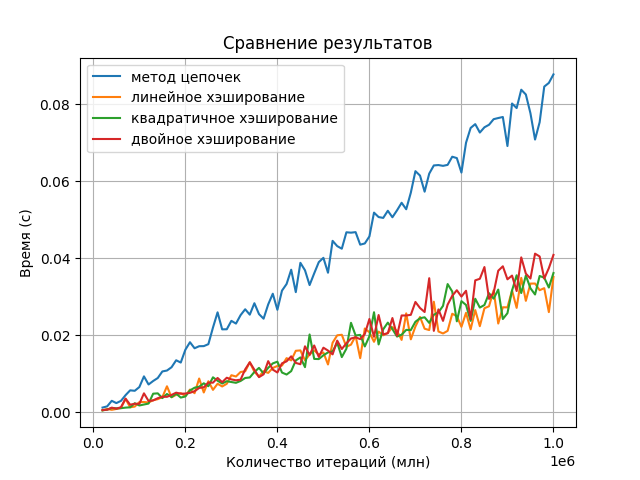 Сравнение результатов
метод цепочек
линейное хэширование
квадратичное хэширование
двойное хэширование
Время (с)
0.08
0.06
0.04
0.02
0.00
0.0 0.2 0.4 0.6 0.8 1.0
Количество итераций (млн)
1e6